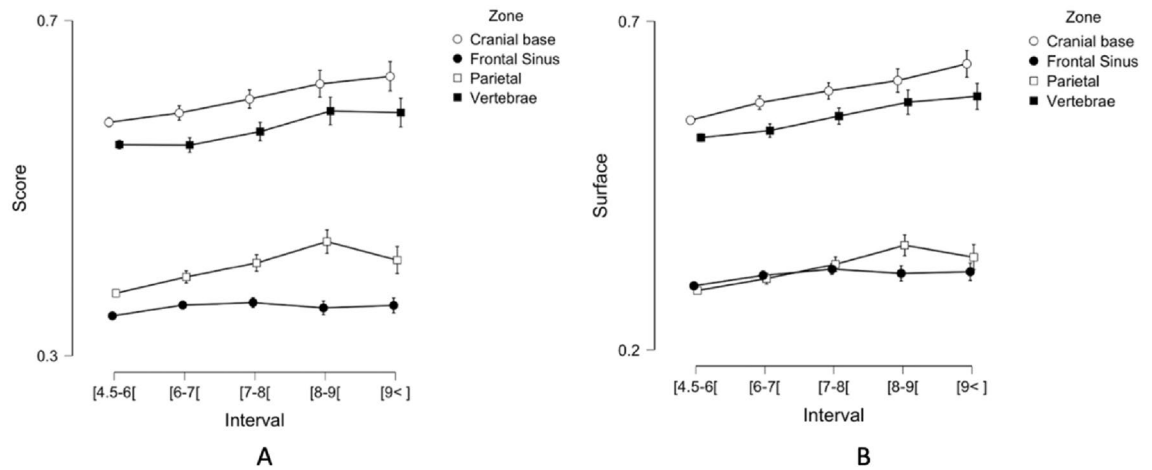 0.7
Score
0.3
[4.5-6[ [6-7[ [7-8[ [8-9[ [9< ]
Interval
Zone
Cranial base
Frontal Sinus
Parietal
Vertebrae
A
0.7
Surface
0.2
[4.5-6[ [6-7[ [7-8[ [8-9[ [9< ]
Interval
Zone
Cranial base
Frontal Sinus
Parietal
Vertebrae
B